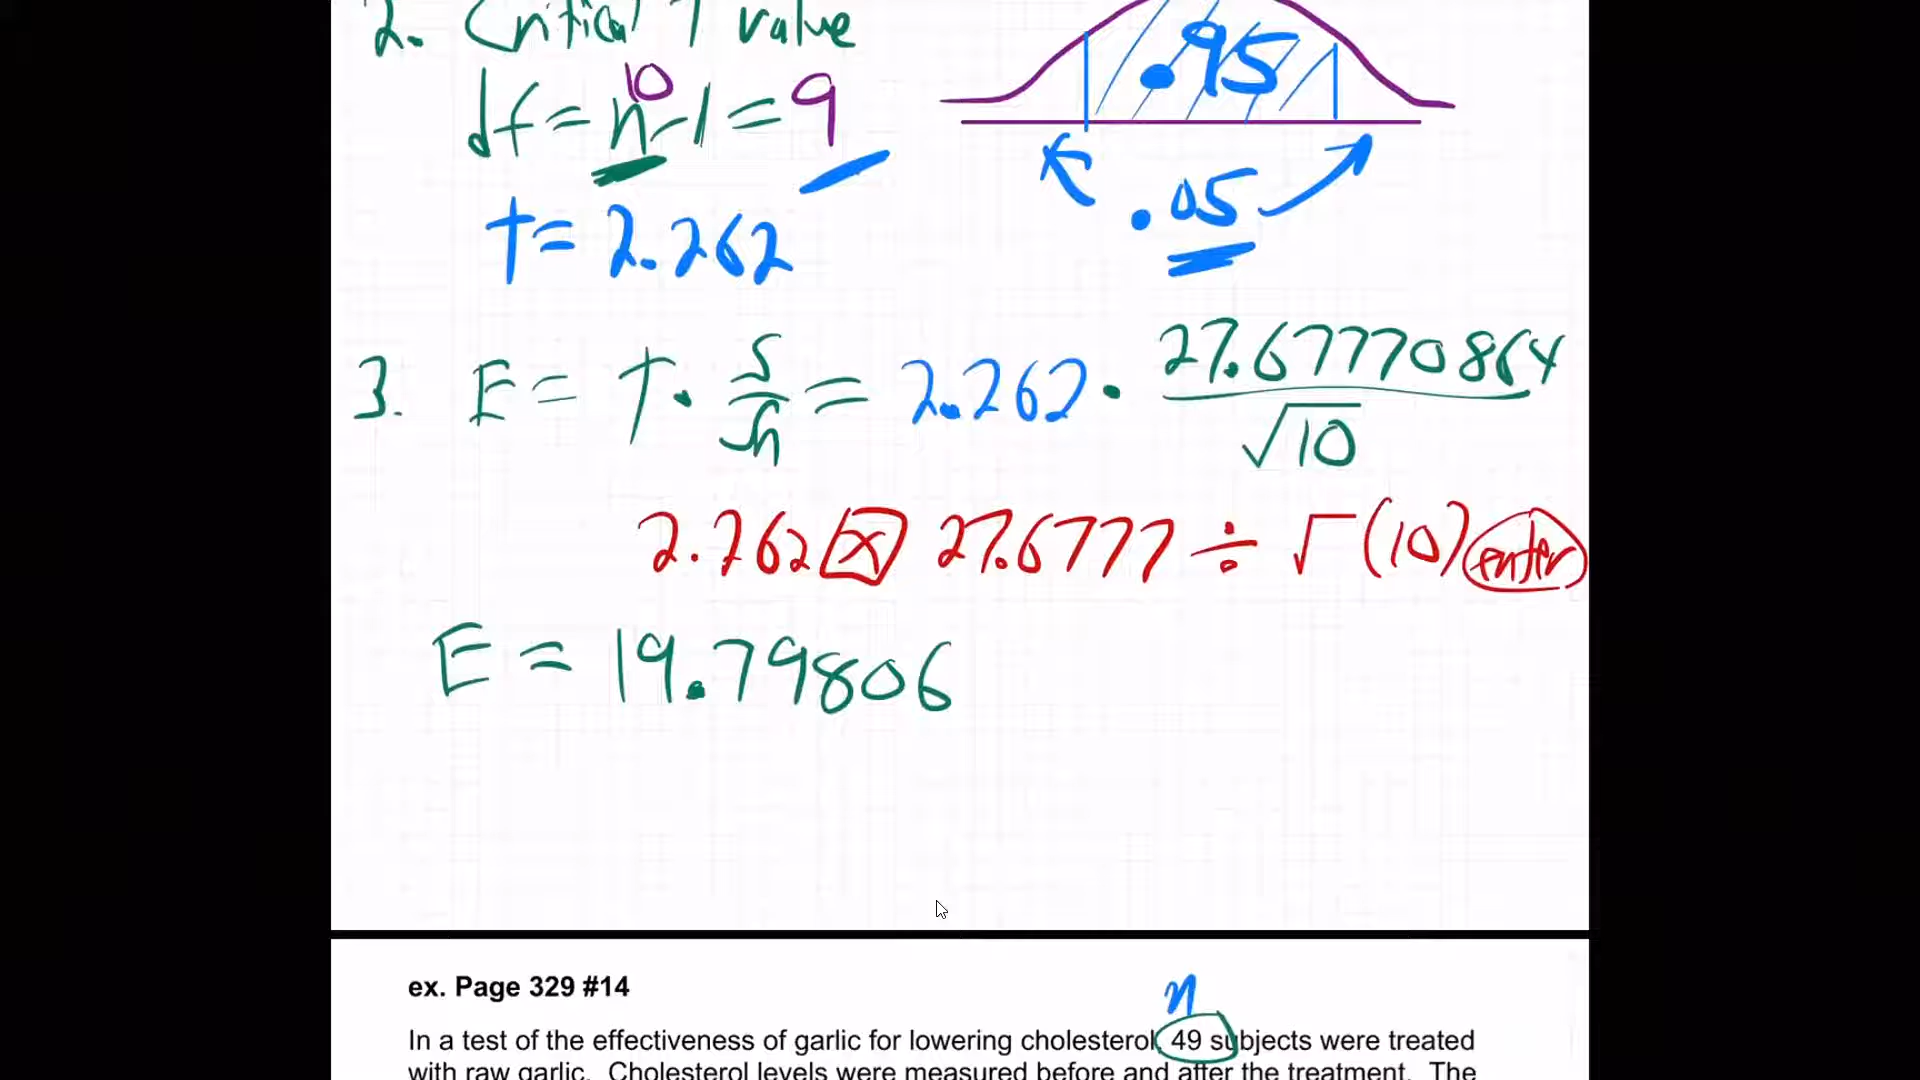 2. Critical T value
.95
10
df = n-1 = 9
.05
t = 2.262
3. E = t · s/√n = 2.262 · 27.67770864/√10
2.262 [x] 27.6777 ÷ √(10) enter
E = 19.79806
ex. Page 329 #14
n
In a test of the effectiveness of garlic for lowering cholesterol, 49 subjects were treated
with raw garlic. Cholesterol levels were measured before and after the treatment. The